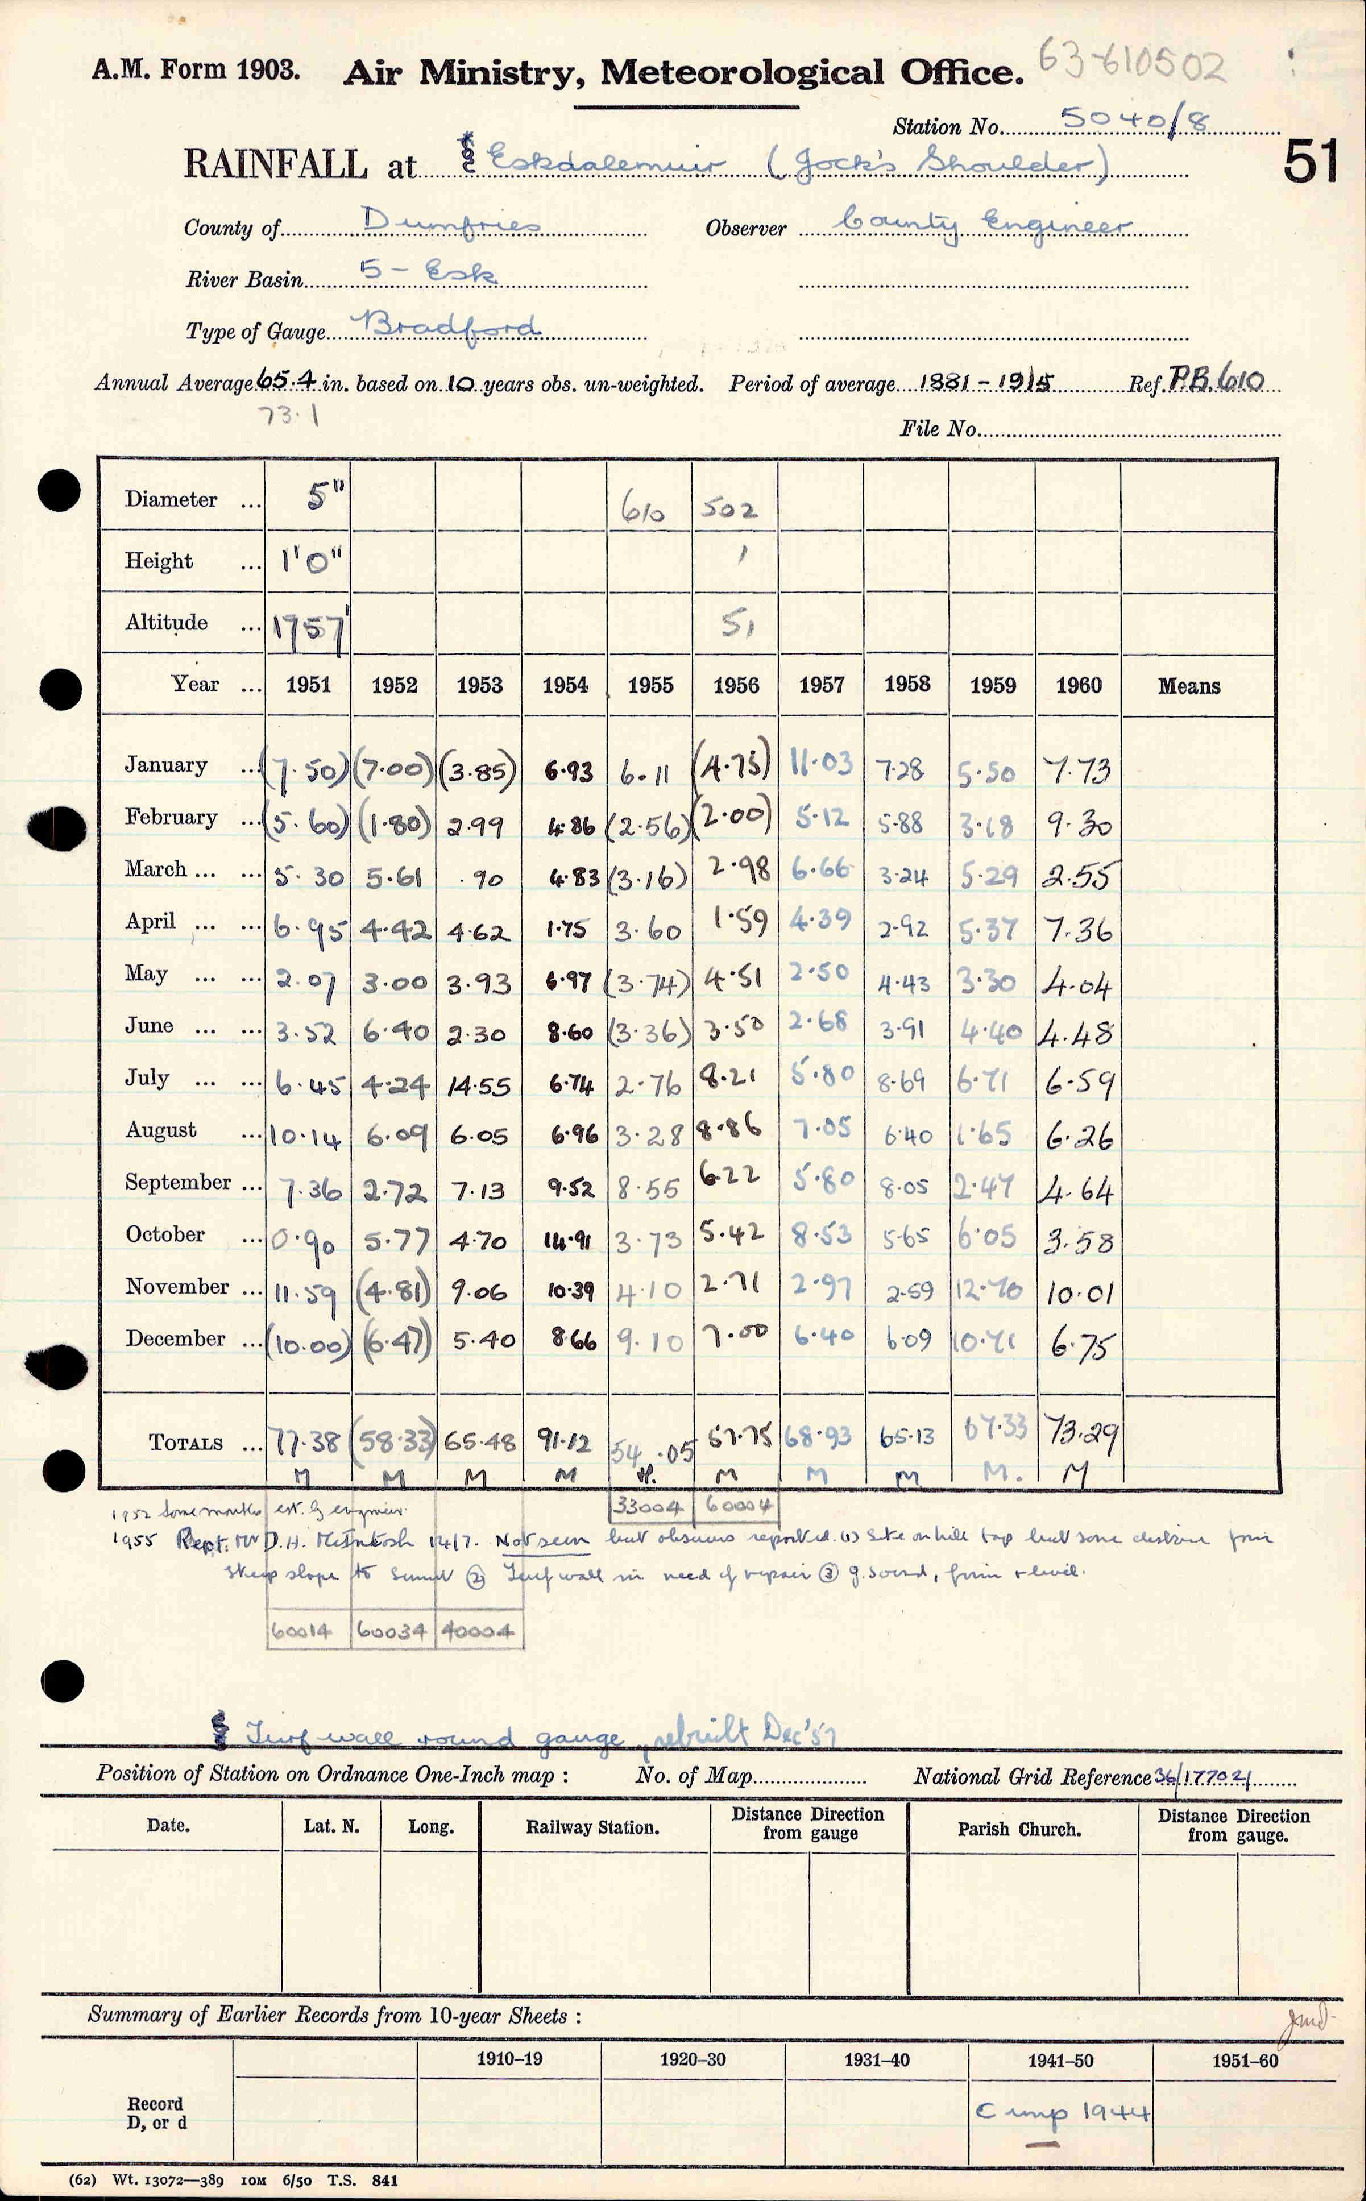 A.M. Form 1903. Air Ministry, Meteorological Office. 63-610502
Station No. 5040/8
RAINFALL at § Eskdalemuir (Jock's Shoulder) 51
County of Dumfries Observer County Engineer
River Basin 5 - Esk
Type of Gauge Bradford
Annual Average 65.4 in. based on 10 years obs. un-weighted. Period of average 1881 - 1915 Ref. P.B. 610
73.1
File No.
Diameter ... 5" 610 502
Height ... 1'0" 1
Altitude ... 1957' 51
Year ... 1951 1952 1953 1954 1955 1956 1957 1958 1959 1960 Means
January ... (7.50) (7.00) (3.85) 6.93 6.11 (4.75) 11.03 7.28 5.50 7.73
February ... (5.60) (1.80) 2.99 4.86 (2.56) (2.00) 5.12 5.88 3.18 9.30
March ... ... 5.30 5.61 .90 4.83 (3.16) 2.98 6.66 3.24 5.29 2.55
April ... ... 6.95 4.42 4.62 1.75 3.60 1.59 4.39 2.92 5.37 7.36
May ... ... 2.07 3.00 3.93 6.97 (3.74) 4.51 2.50 4.43 3.30 4.04
June ... ... 3.52 6.40 2.30 8.60 (3.36) 3.50 2.68 3.91 4.40 4.48
July ... ... 6.45 4.24 14.55 6.74 2.76 8.21 5.80 8.69 6.71 6.59
August ... 10.14 6.09 6.05 6.96 3.28 8.86 7.05 6.40 1.65 6.26
September ... 7.36 2.72 7.13 9.52 8.55 6.22 5.80 8.05 2.47 4.64
October ... 0.90 5.77 4.70 14.91 3.73 5.42 8.53 5.65 6.05 3.58
November ... 11.59 (4.81) 9.06 10.39 4.10 2.71 2.97 2.59 12.70 10.01
December ... (10.00) (6.47) 5.40 8.66 9.10 7.00 6.40 6.09 10.71 6.75
TOTALS ... 77.38 (58.33) 65.48 91.12 54.05 57.75 68.93 65.13 67.33 73.29
M M M M M M M M. M
33004 60004
1952 Some months est. by engineer.
1955 Rept. Mr D.H. McIntosh 14/7. Not seen but obsvns reported. (1) Site on hill top but some distance from
steep slope to summit (2) Turf wall in need of repair (3) g. sound, firm + level.
60014 60034 40004
§ Turf wall round gauge, rebuilt Dec '57
Position of Station on Ordnance One-Inch map : No. of Map National Grid Reference 36/177021
Date. Lat. N. Long. Railway Station. Distance Direction from gauge Parish Church. Distance Direction from gauge.
Summary of Earlier Records from 10-year Sheets :
jmd
1910–19 1920–30 1931–40 1941–50 1951–60
Record D, or d
C imp 1944
(62) Wt. 13072—389 10M 6/50 T.S. 841